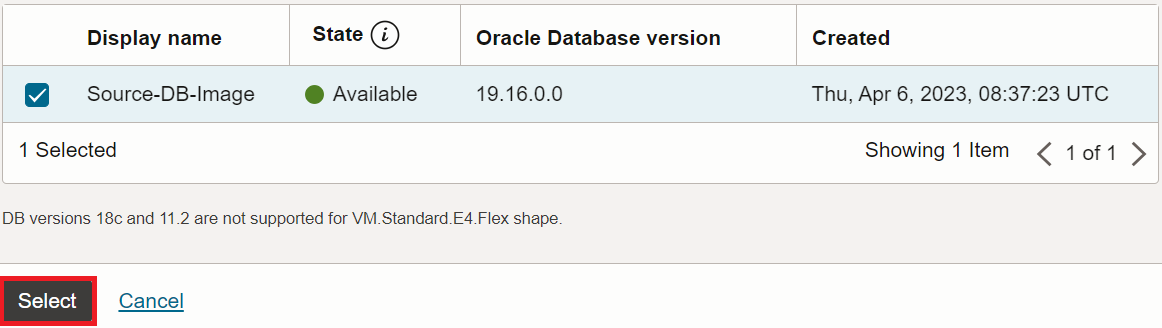 Display name State i Oracle Database version Created
Source-DB-Image Available 19.16.0.0 Thu, Apr 6, 2023, 08:37:23 UTC
1 Selected Showing 1 Item 1 of 1
DB versions 18c and 11.2 are not supported for VM.Standard.E4.Flex shape.
Select Cancel